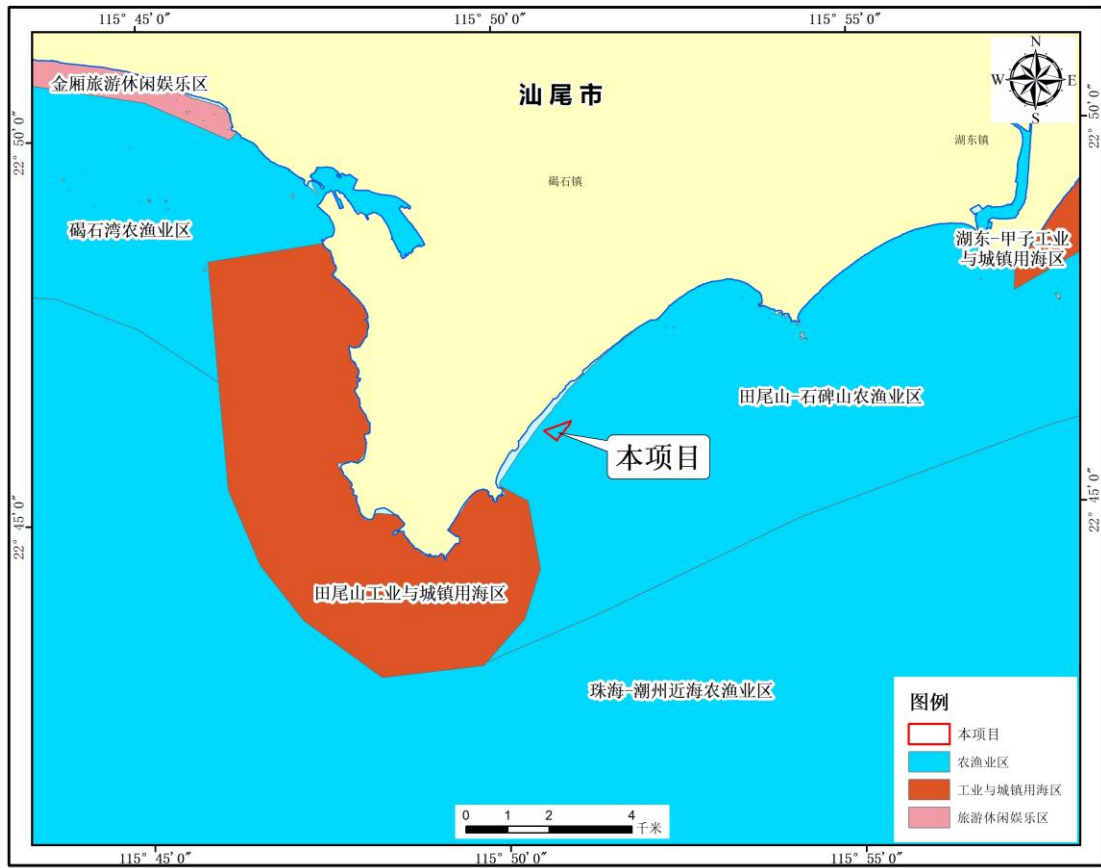 115° 45′0″
115° 50′0″
115° 55′0″
N
W
E
S
金厢旅游休闲娱乐区
汕尾市
22° 50′0″
22° 50′0″
湖东镇
碣石镇
碣石湾农渔业区
湖东-甲子工业
与城镇用海区
田尾山-石碑山农渔业区
本项目
22° 45′0″
22° 45′0″
田尾山工业与城镇用海区
珠海-潮州近海农渔业区
图例
本项目
农渔业区
工业与城镇用海区
旅游休闲娱乐区
0 1 2 4
千米
115° 45′0″
115° 50′0″
115° 55′0″